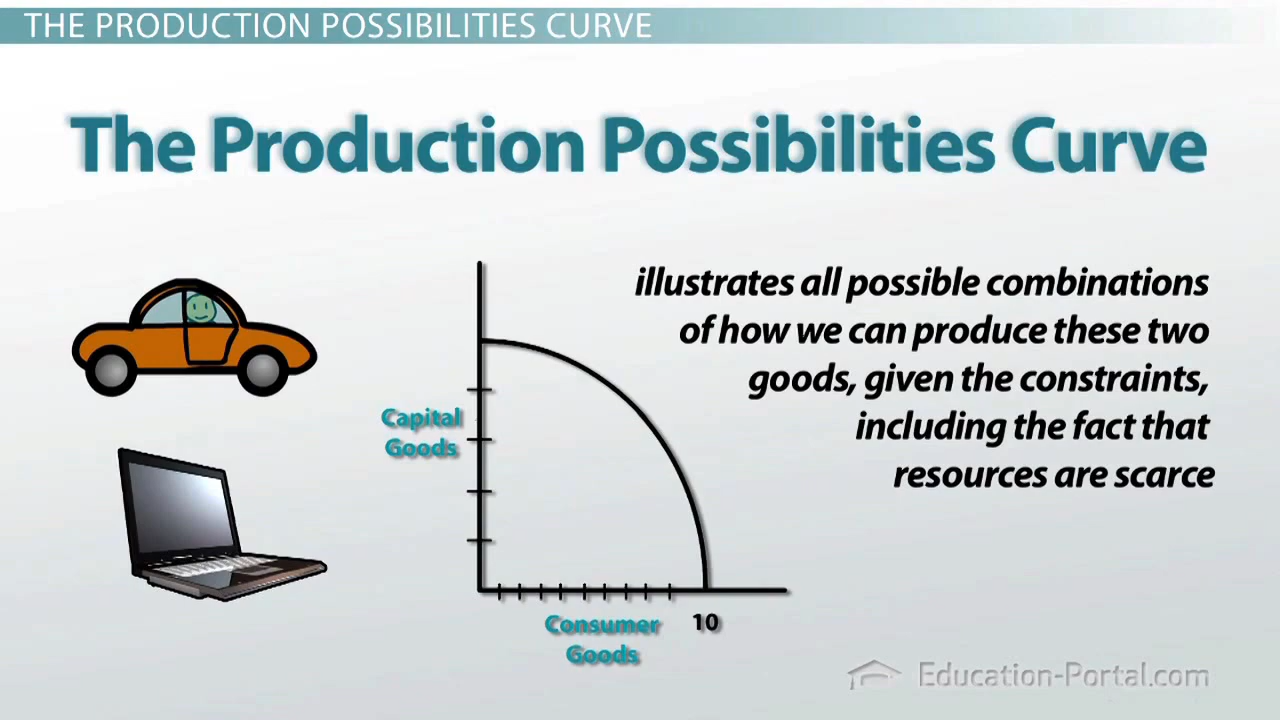 THE PRODUCTION POSSIBILITIES CURVE
The Production Possibilities Curve
illustrates all possible combinations
of how we can produce these two
goods, given the constraints,
including the fact that
resources are scarce
Capital
Goods
10
Consumer
Goods
Education-Portal.com